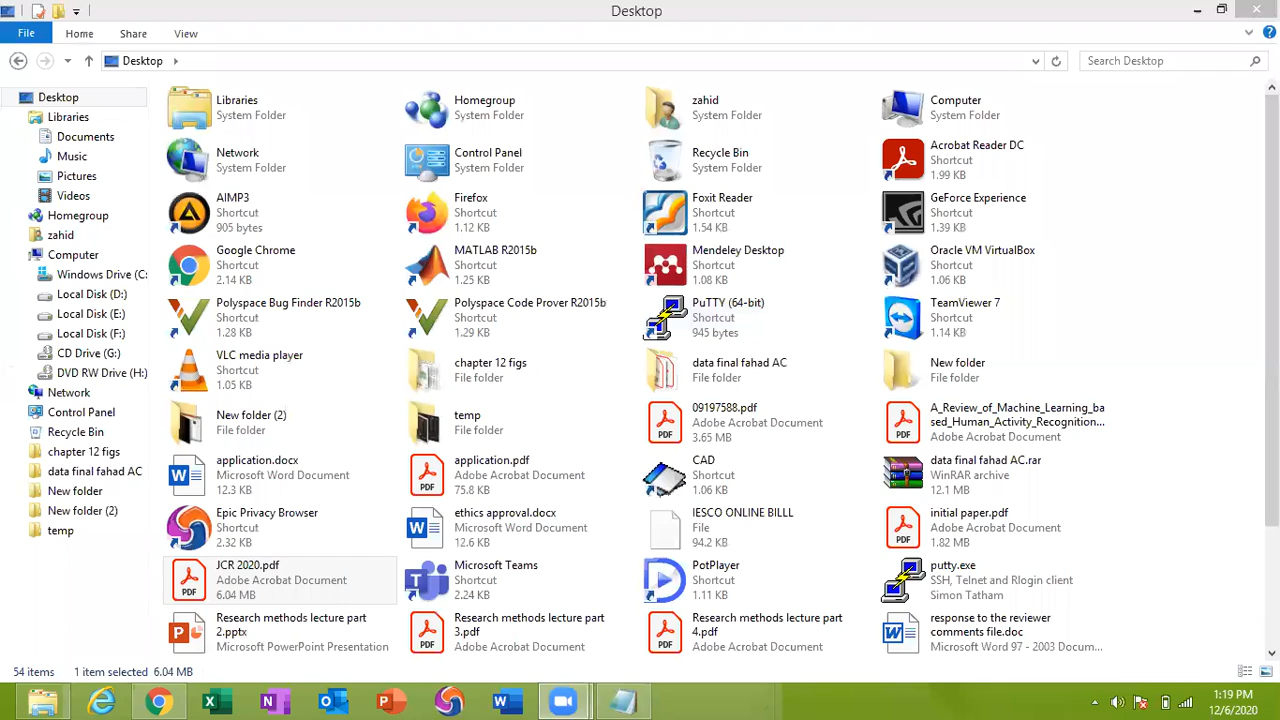 Desktop
File
Home
Share
View
Desktop
Search Desktop
Desktop
Libraries
Documents
Music
Pictures
Videos
Homegroup
zahid
Computer
Windows Drive (C:
Local Disk (D:)
Local Disk (E:)
Local Disk (F:)
CD Drive (G:)
DVD RW Drive (H:)
Network
Control Panel
Recycle Bin
chapter 12 figs
data final fahad AC
New folder
New folder (2)
temp
Libraries
System Folder
Homegroup
System Folder
zahid
System Folder
Computer
System Folder
Network
System Folder
Control Panel
System Folder
Recycle Bin
System Folder
Acrobat Reader DC
Shortcut
1.99 KB
AIMP3
Shortcut
905 bytes
Firefox
Shortcut
1.12 KB
Foxit Reader
Shortcut
1.54 KB
GeForce Experience
Shortcut
1.39 KB
Google Chrome
Shortcut
2.14 KB
MATLAB R2015b
Shortcut
1.25 KB
Mendeley Desktop
Shortcut
1.08 KB
Oracle VM VirtualBox
Shortcut
1.06 KB
Polyspace Bug Finder R2015b
Shortcut
1.28 KB
Polyspace Code Prover R2015b
Shortcut
1.29 KB
PuTTY (64-bit)
Shortcut
945 bytes
TeamViewer 7
Shortcut
1.14 KB
VLC media player
Shortcut
1.05 KB
chapter 12 figs
File folder
data final fahad AC
File folder
New folder
File folder
New folder (2)
File folder
temp
File folder
09197588.pdf
Adobe Acrobat Document
3.65 MB
A_Review_of_Machine_Learning_ba
sed_Human_Activity_Recognition...
Adobe Acrobat Document
application.docx
Microsoft Word Document
12.3 KB
application.pdf
Adobe Acrobat Document
75.8 KB
CAD
Shortcut
1.06 KB
data final fahad AC.rar
WinRAR archive
12.1 MB
Epic Privacy Browser
Shortcut
2.32 KB
ethics approval.docx
Microsoft Word Document
12.6 KB
IESCO ONLINE BILLL
File
94.2 KB
initial paper.pdf
Adobe Acrobat Document
1.82 MB
JCR 2020.pdf
Adobe Acrobat Document
6.04 MB
Microsoft Teams
Shortcut
2.24 KB
PotPlayer
Shortcut
1.11 KB
putty.exe
SSH, Telnet and Rlogin client
Simon Tatham
Research methods lecture part
2.pptx
Microsoft PowerPoint Presentation
Research methods lecture part
3.pdf
Adobe Acrobat Document
Research methods lecture part
4.pdf
Adobe Acrobat Document
response to the reviewer
comments file.doc
Microsoft Word 97 - 2003 Docum...
54 items
1 item selected 6.04 MB
1:19 PM
12/6/2020